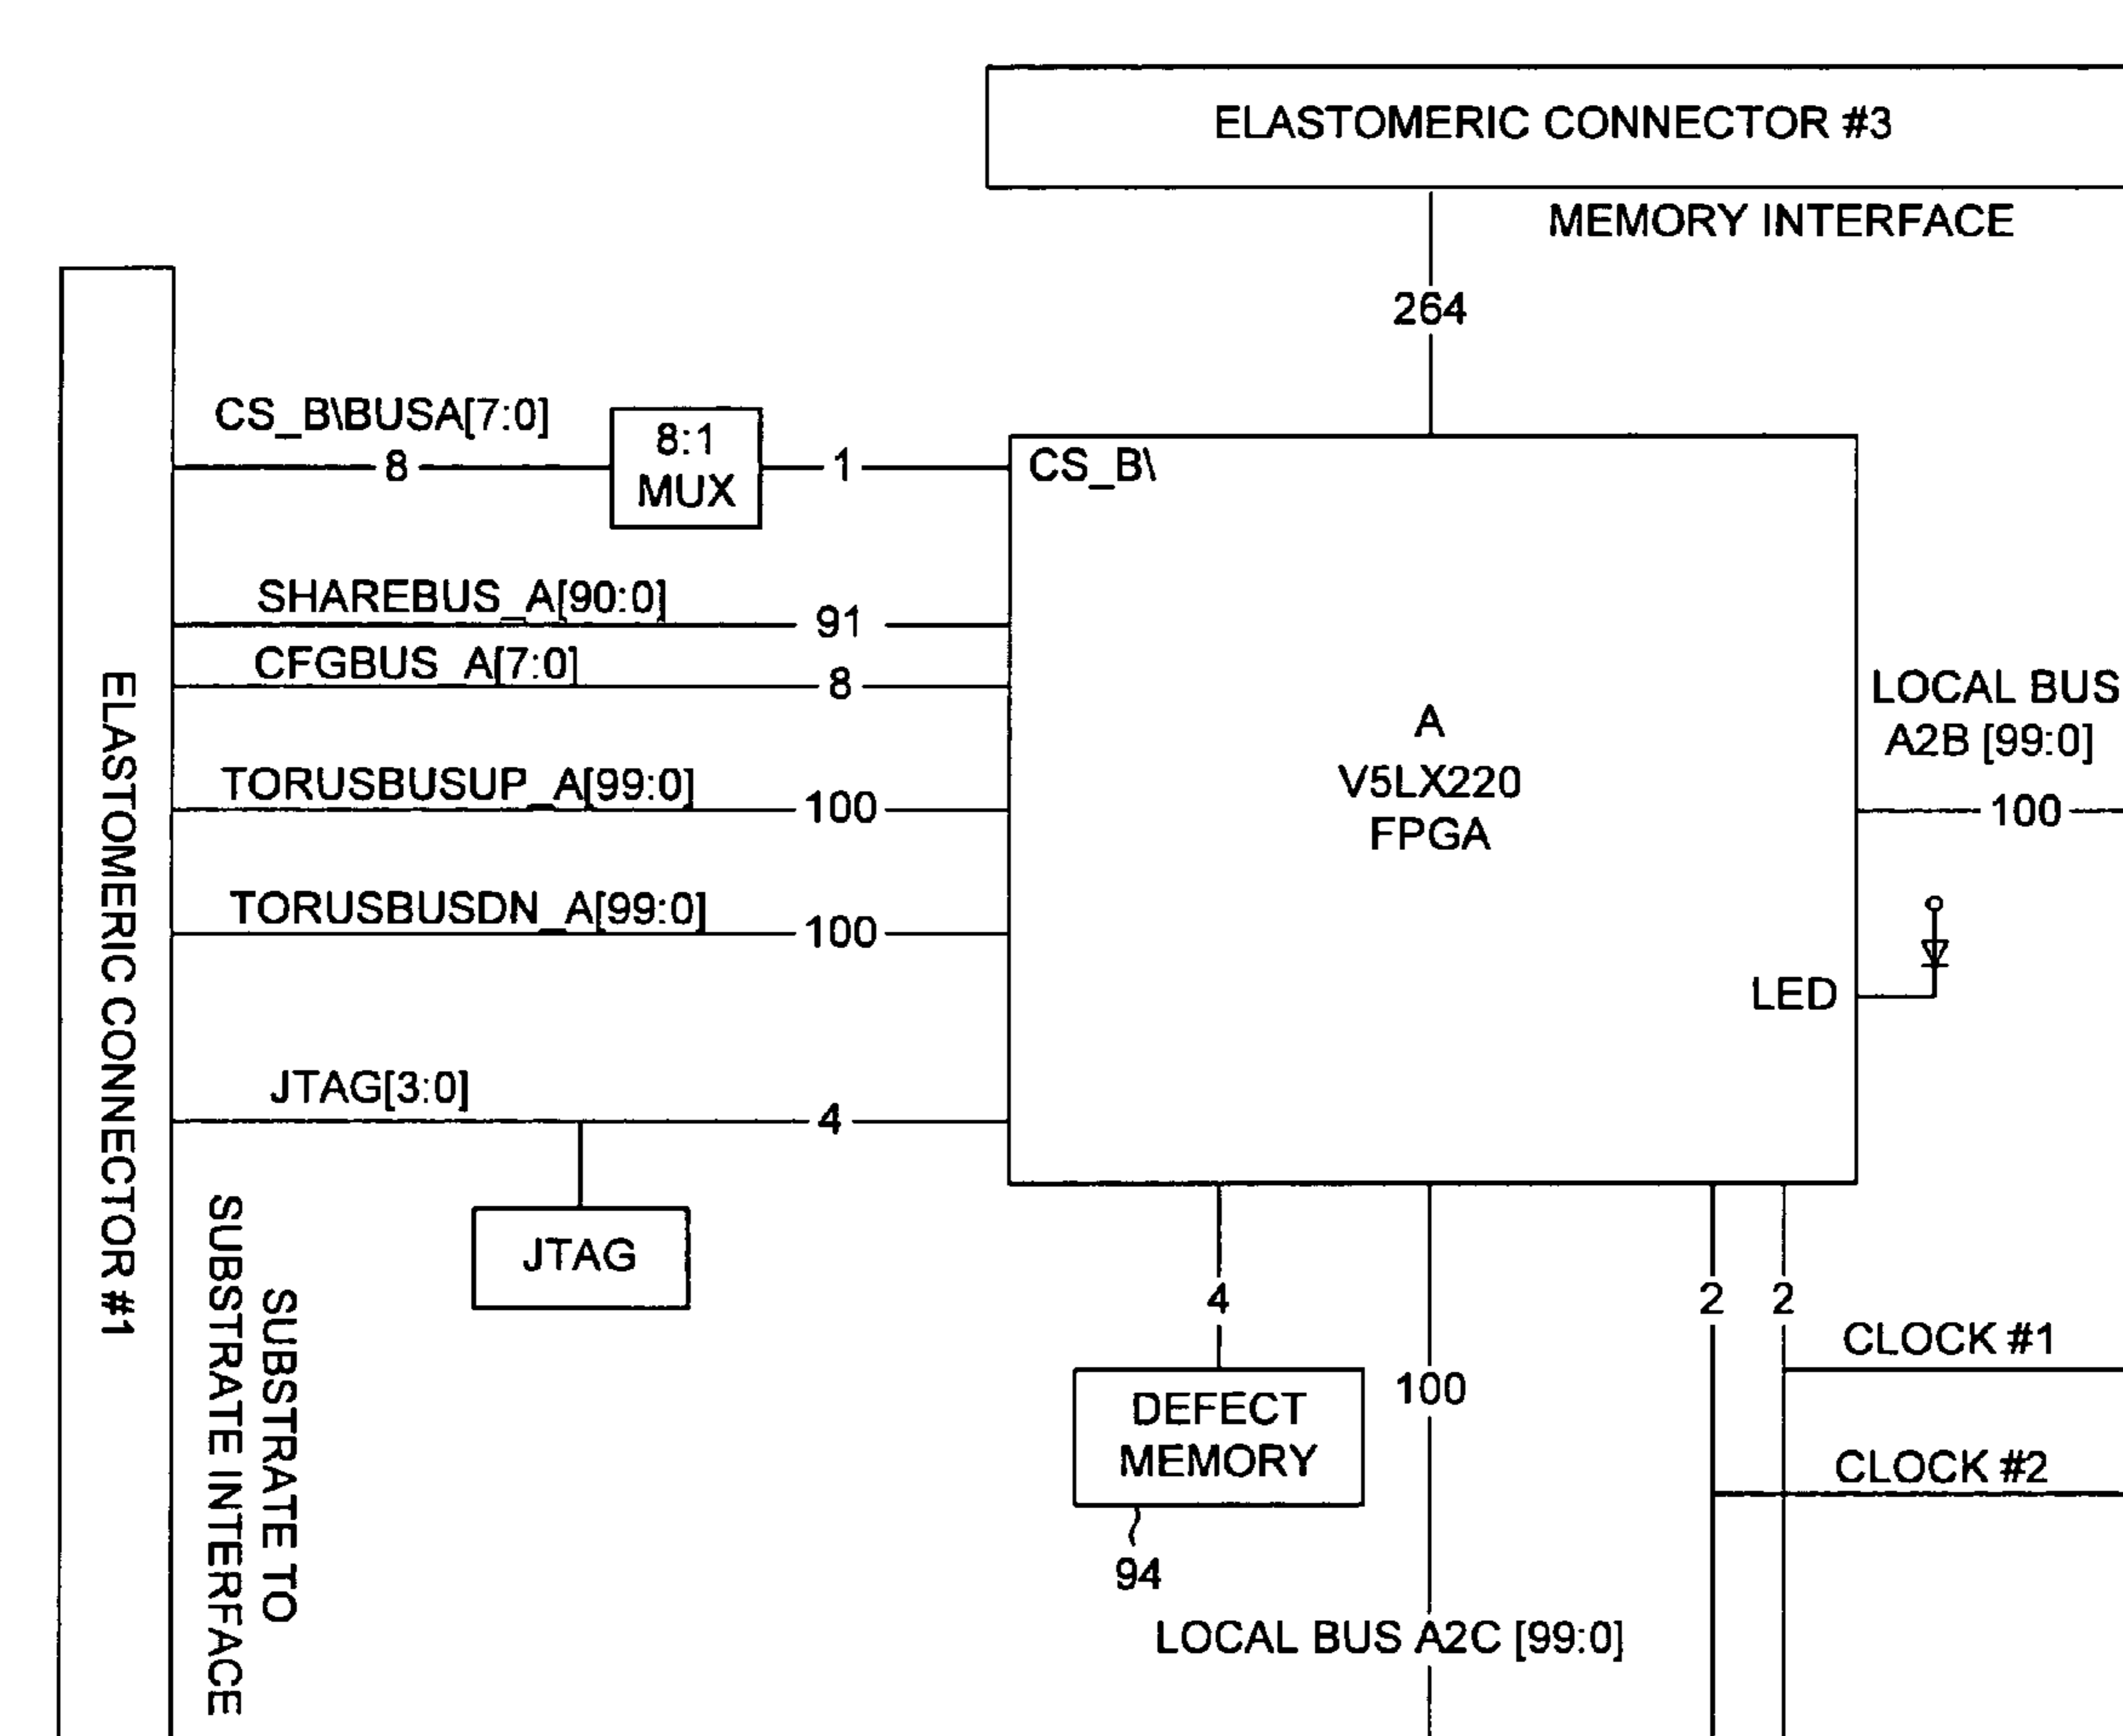 ELASTOMERIC CONNECTOR #3
MEMORY INTERFACE
264
CS_B\BUSA[7:0]
8
8:1
MUX
1
CS_B\
SHAREBUS_A[90:0]
91
CFGBUS_A[7:0]
8
A
V5LX220
FPGA
LOCAL BUS
A2B [99:0]
100
TORUSBUSUP_A[99:0]
100
TORUSBUSDN_A[99:0]
100
LED
JTAG[3:0]
4
JTAG
ELASTOMERIC CONNECTOR #1
SUBSTRATE TO
SUBSTRATE INTERFACE
4
2
2
CLOCK #1
100
DEFECT
MEMORY
CLOCK #2
94
LOCAL BUS A2C [99:0]